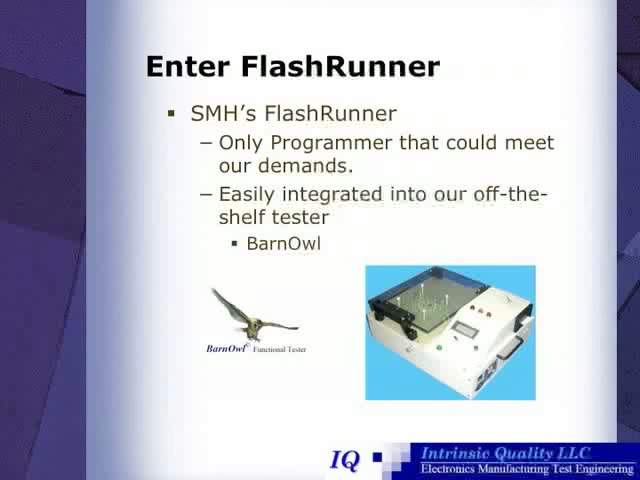 Enter FlashRunner
▪ SMH’s FlashRunner
– Only Programmer that could meet
our demands.
– Easily integrated into our off-the-
shelf tester
▪ BarnOwl
BarnOwl© Functional Tester
IQ
Intrinsic Quality LLC
Electronics Manufacturing Test Engineering